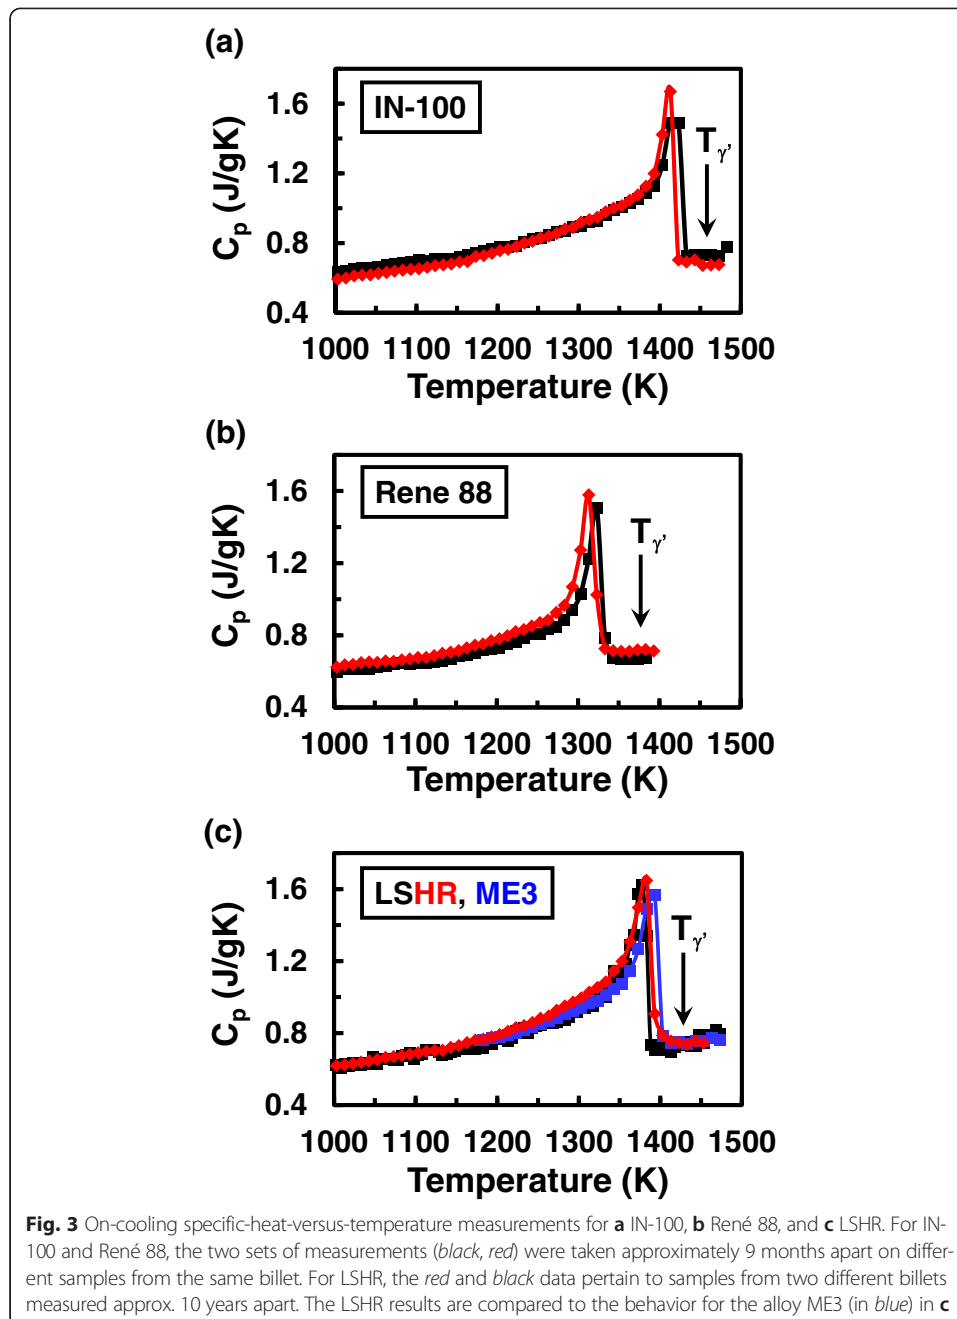 (a)
IN-100
T γ'
1.6
1.2
0.8
0.4
Cp (J/gK)
1000 1100 1200 1300 1400 1500
Temperature (K)
(b)
Rene 88
T γ'
1.6
1.2
0.8
0.4
Cp (J/gK)
1000 1100 1200 1300 1400 1500
Temperature (K)
(c)
LSHR, ME3
T γ'
1.6
1.2
0.8
0.4
Cp (J/gK)
1000 1100 1200 1300 1400 1500
Temperature (K)
Fig. 3 On-cooling specific-heat-versus-temperature measurements for a IN-100, b René 88, and c LSHR. For IN-
100 and René 88, the two sets of measurements (black, red) were taken approximately 9 months apart on differ-
ent samples from the same billet. For LSHR, the red and black data pertain to samples from two different billets
measured approx. 10 years apart. The LSHR results are compared to the behavior for the alloy ME3 (in blue) in c